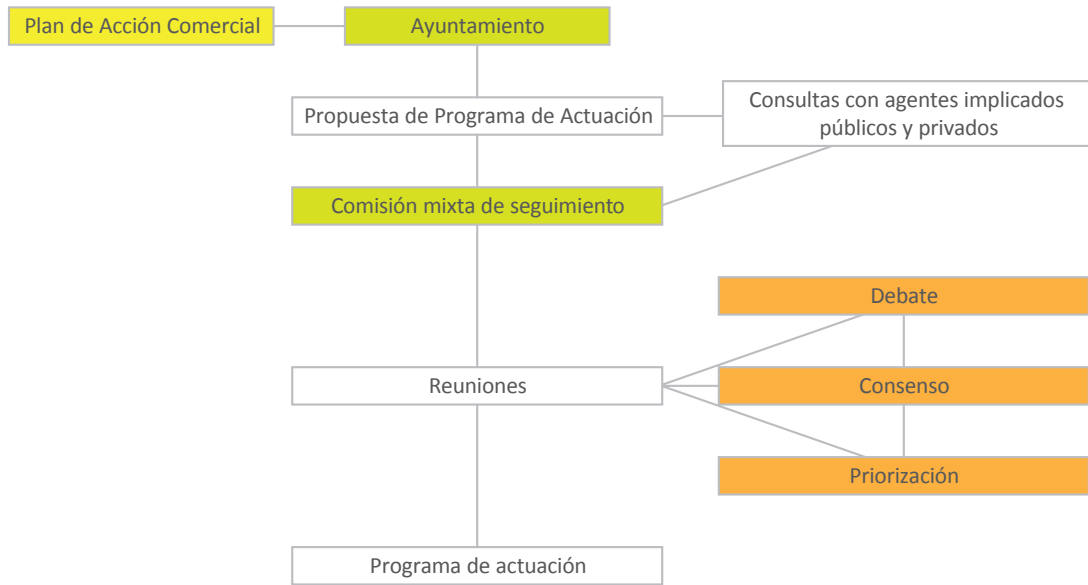 Plan de Acción Comercial
Ayuntamiento
Propuesta de Programa de Actuación
Consultas con agentes implicados
públicos y privados
Comisión mixta de seguimiento
Debate
Reuniones
Consenso
Priorización
Programa de actuación